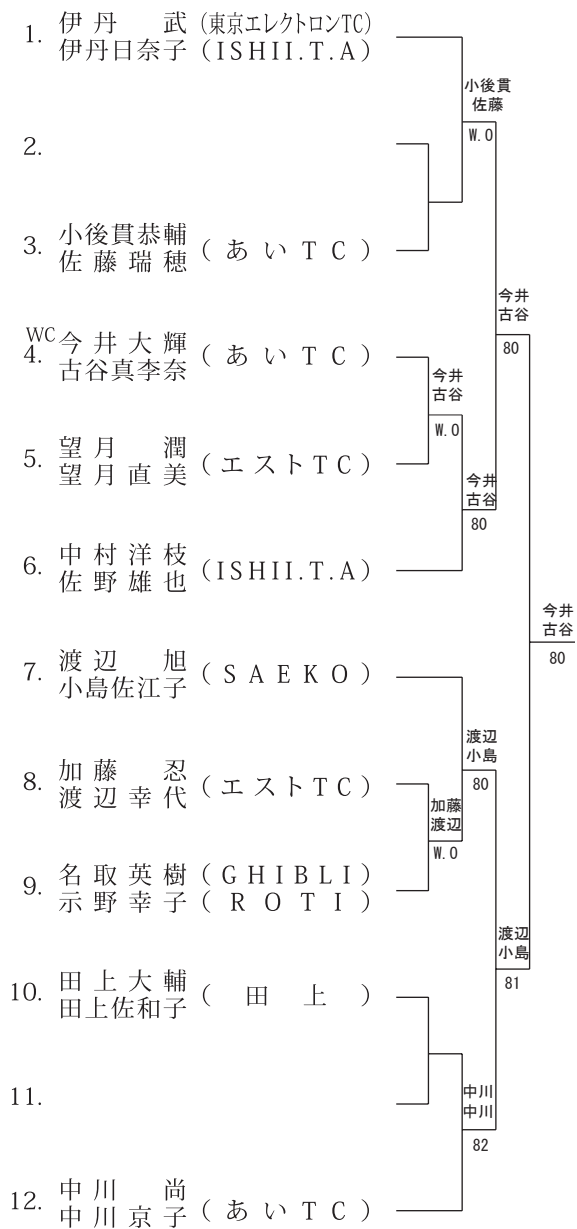 1. 伊丹 武 (東京エレクトロンTC)
伊丹日奈子 (ISHII.T.A)
小後貫
佐藤
W.O
2.
3. 小後貫恭輔
佐藤瑞穂 (あいTC)
今井
古谷
80
WC
4. 今井大輝
古谷真李奈 (あいTC)
今井
古谷
W.O
5. 望月 潤
望月直美 (エストTC)
今井
古谷
80
6. 中村洋枝
佐野雄也 (ISHII.T.A)
今井
古谷
80
7. 渡辺 旭
小島佐江子 (SAEKO)
渡辺
小島
80
8. 加藤 忍
渡辺幸代 (エストTC)
加藤
渡辺
W.O
9. 名取英樹 (GHIBLI)
示野幸子 (ROTI)
渡辺
小島
81
10. 田上大輔
田上佐和子 (田上)
11.
中川
中川
82
12. 中川 尚
中川京子 (あいTC)